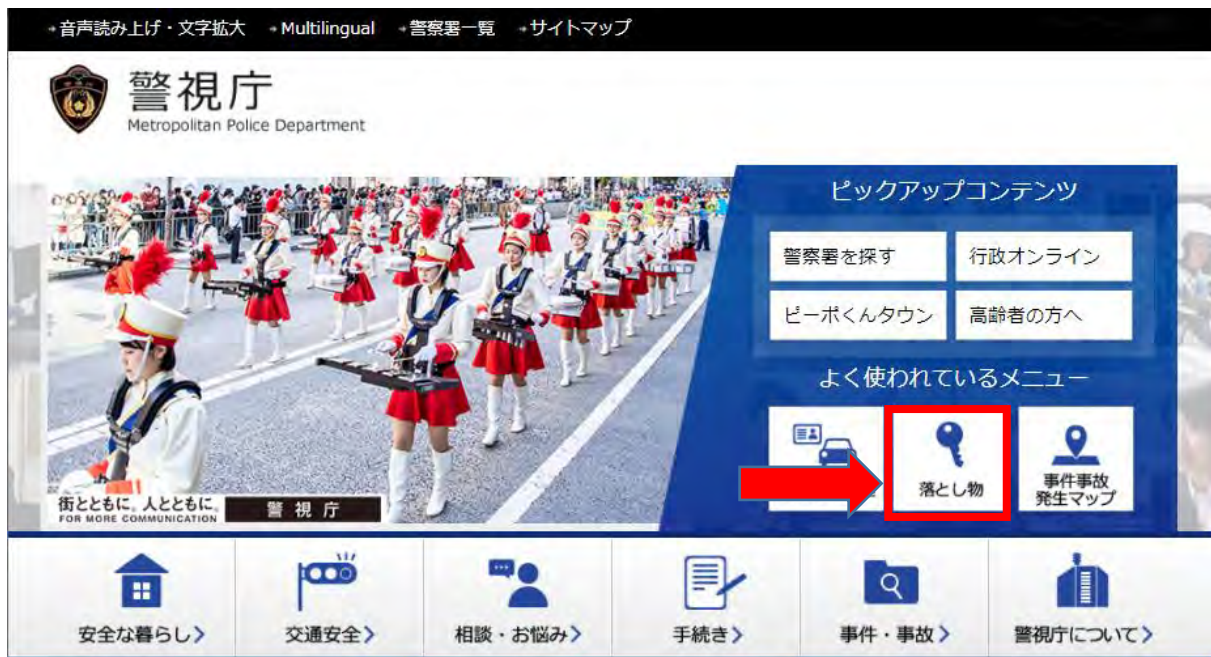 音声読み上げ・文字拡大 Multilingual 警察署一覧 サイトマップ
警視庁
Metropolitan Police Department
ピックアップコンテンツ
警察署を探す 行政オンライン
ピーポくんタウン 高齢者の方へ
よく使われているメニュー
落とし物
事件事故
発生マップ
街とともに。人とともに。
FOR MORE COMMUNICATION
警視庁
安全な暮らし 交通安全 相談・お悩み 手続き 事件・事故 警視庁について